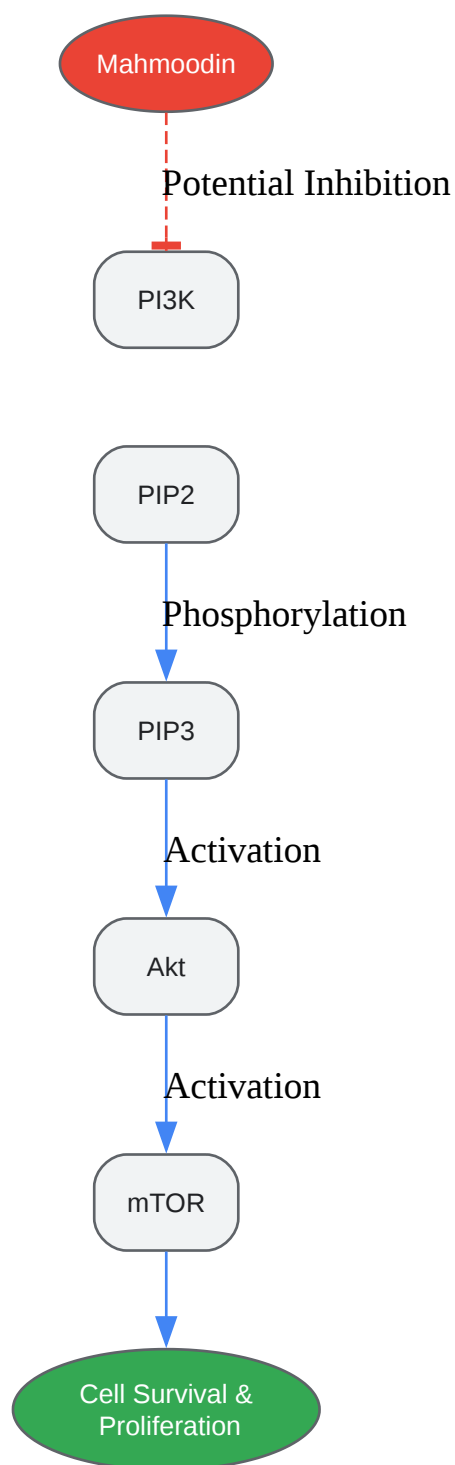 Mahmoodin
Potential Inhibition
PI3K
PIP2
Phosphorylation
PIP3
Activation
Akt
Activation
mTOR
Cell Survival &
Proliferation